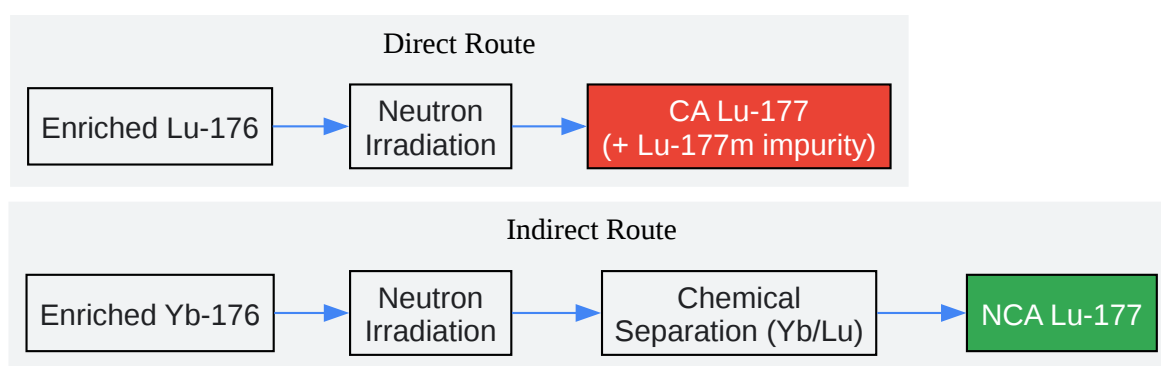 Direct Route
Enriched Lu-176
Neutron
Irradiation
CA Lu-177
(+ Lu-177m impurity)
Indirect Route
Enriched Yb-176
Neutron
Irradiation
Chemical
Separation (Yb/Lu)
NCA Lu-177